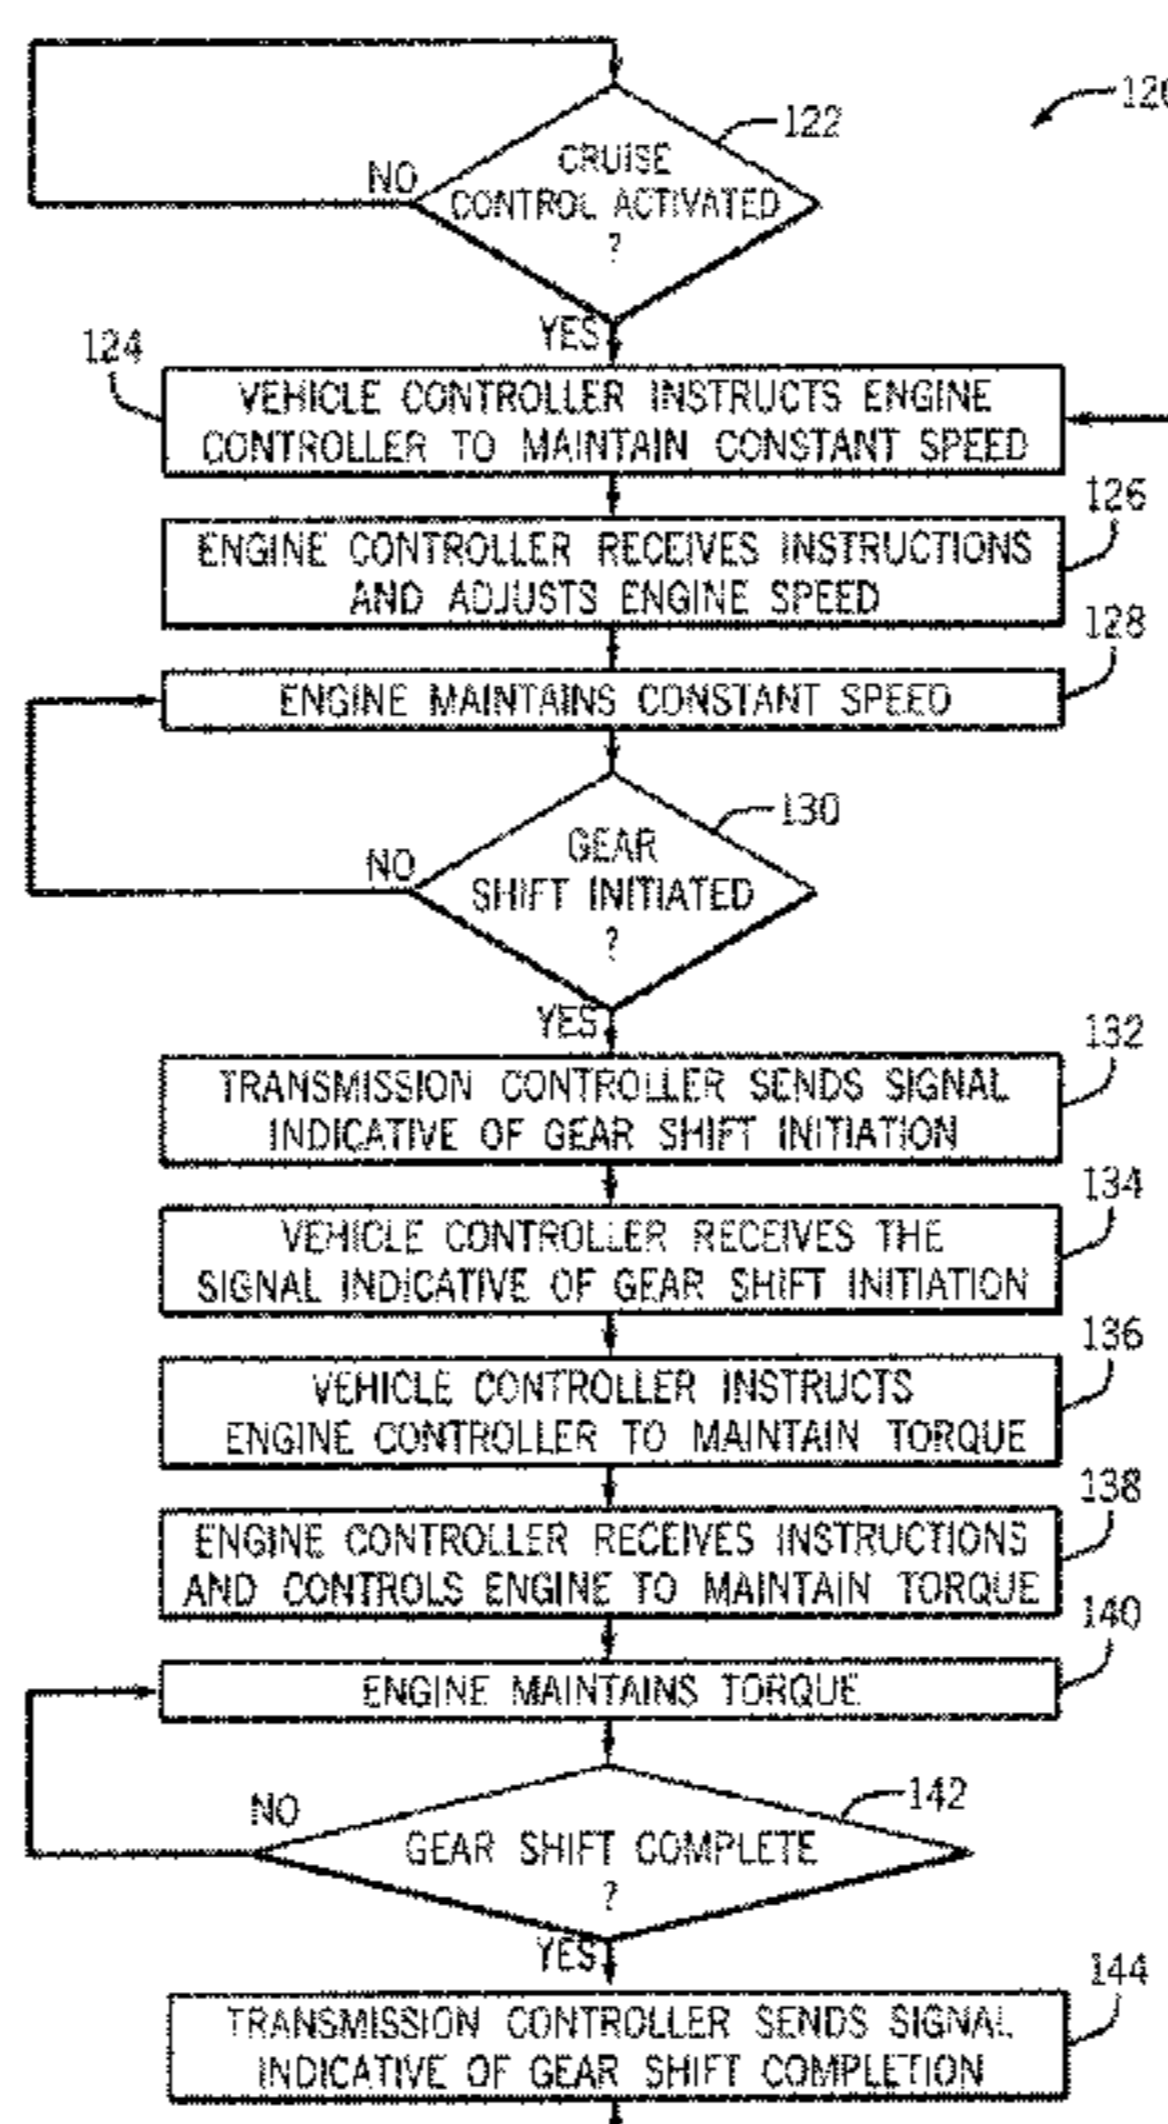 120
122
CRUISE
CONTROL ACTIVATED
?
NO
YES
124
VEHICLE CONTROLLER INSTRUCTS ENGINE
CONTROLLER TO MAINTAIN CONSTANT SPEED
126
ENGINE CONTROLLER RECEIVES INSTRUCTIONS
AND ADJUSTS ENGINE SPEED
128
ENGINE MAINTAINS CONSTANT SPEED
130
GEAR
SHIFT INITIATED
?
NO
YES
132
TRANSMISSION CONTROLLER SENDS SIGNAL
INDICATIVE OF GEAR SHIFT INITIATION
134
VEHICLE CONTROLLER RECEIVES THE
SIGNAL INDICATIVE OF GEAR SHIFT INITIATION
136
VEHICLE CONTROLLER INSTRUCTS
ENGINE CONTROLLER TO MAINTAIN TORQUE
138
ENGINE CONTROLLER RECEIVES INSTRUCTIONS
AND CONTROLS ENGINE TO MAINTAIN TORQUE
140
ENGINE MAINTAINS TORQUE
142
NO
GEAR SHIFT COMPLETE
?
YES
144
TRANSMISSION CONTROLLER SENDS SIGNAL
INDICATIVE OF GEAR SHIFT COMPLETION